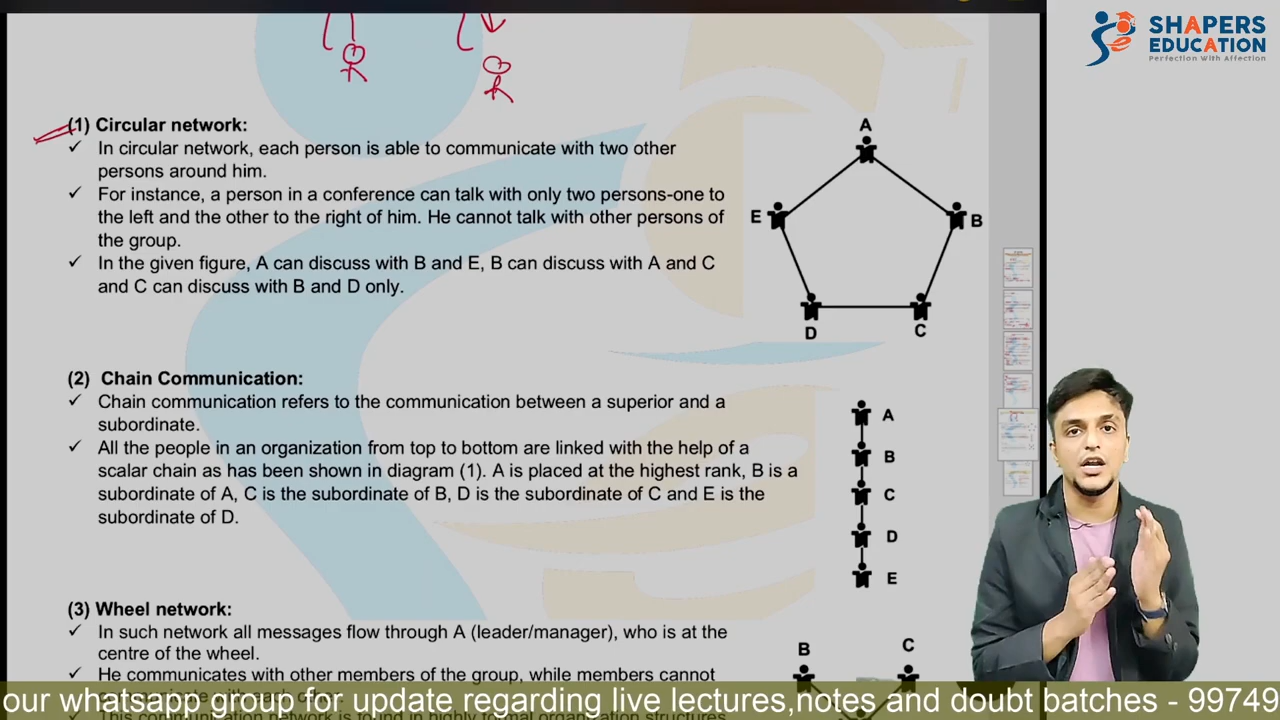 SHAPERS
EDUCATION
Perfection With Affection
(1) Circular network:
✓ In circular network, each person is able to communicate with two other
persons around him.
✓ For instance, a person in a conference can talk with only two persons-one to
the left and the other to the right of him. He cannot talk with other persons of
the group.
✓ In the given figure, A can discuss with B and E, B can discuss with A and C
and C can discuss with B and D only.
A
E
B
D
C
(2) Chain Communication:
✓ Chain communication refers to the communication between a superior and a
subordinate.
✓ All the people in an organization from top to bottom are linked with the help of a
scalar chain as has been shown in diagram (1). A is placed at the highest rank, B is a
subordinate of A, C is the subordinate of B, D is the subordinate of C and E is the
subordinate of D.
A
B
C
D
E
(3) Wheel network:
✓ In such network all messages flow through A (leader/manager), who is at the
centre of the wheel.
✓ He communicates with other members of the group, while members cannot
B
C
our whatsapp group for update regarding live lectures,notes and doubt batches - 99749